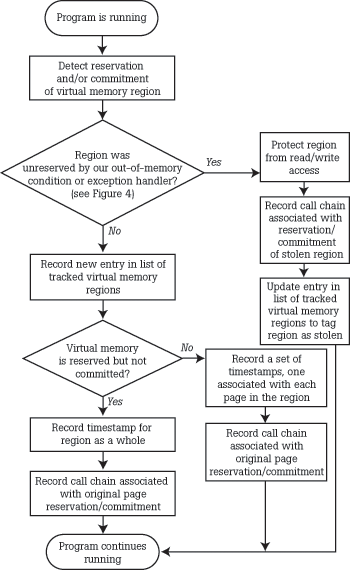 Program is running
Detect reservation
and/or commitment
of virtual memory region
Region was
unreserved by our out-of-memory
condition or exception handler?
(see Figure 4)
Yes
Protect region
from read/write
access
Record call chain
associated with
reservation/
commitment
of stolen region
Update entry in
list of tracked
virtual memory
regions to tag
region as stolen
No
Record new entry in list of
tracked virtual memory
regions
Virtual memory
is reserved but not
committed?
No
Record a set of
timestamps, one
associated with each
page in the region
Record call chain
associated with
original page
reservation/commitment
Yes
Record timestamp for
region as a whole
Record call chain associated
with original page
reservation/commitment
Program continues
running